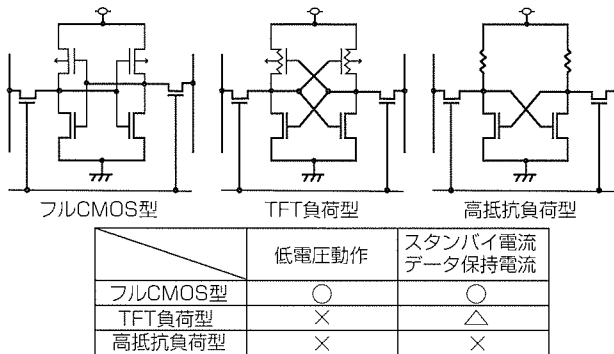 フルCMOS型
TFT負荷型
高抵抗負荷型
低電圧動作
スタンバイ電流
データ保持電流
フルCMOS型 ○ ○
TFT負荷型 × △
高抵抗負荷型 × ×